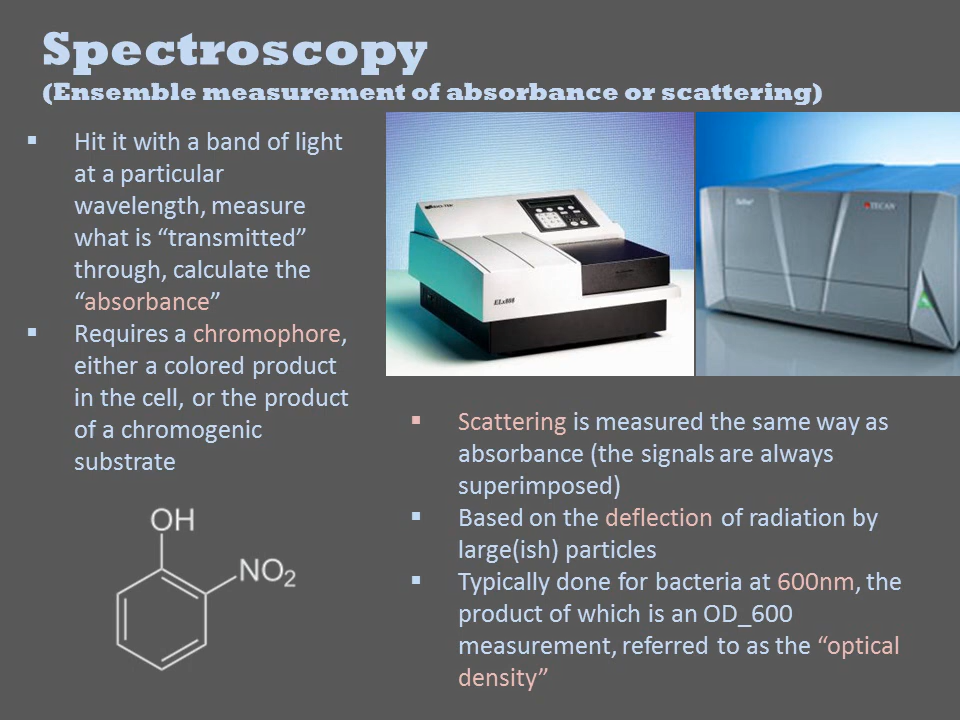 Spectroscopy
(Ensemble measurement of absorbance or scattering)
▪ Hit it with a band of light
at a particular
wavelength, measure
what is “transmitted”
through, calculate the
“absorbance”
▪ Requires a chromophore,
either a colored product
in the cell, or the product
of a chromogenic
substrate
ELx808
TECAN
▪ Scattering is measured the same way as
absorbance (the signals are always
superimposed)
▪ Based on the deflection of radiation by
large(ish) particles
▪ Typically done for bacteria at 600nm, the
product of which is an OD_600
measurement, referred to as the “optical
density”
OH
NO2